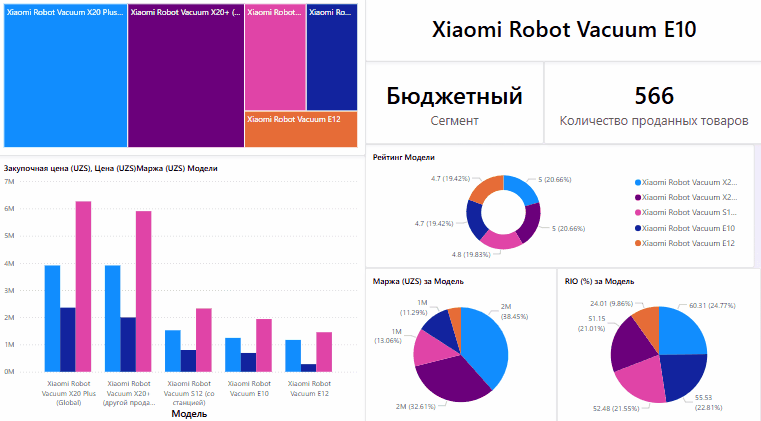 Xiaomi Robot Vacuum X20 Plus...
Xiaomi Robot Vacuum X20+ (...
Xiaomi Robot...
Xiaomi Ro...
Xiaomi Robot Vacuum E12
Xiaomi Robot Vacuum E10
Бюджетный
Сегмент
566
Количество проданных товаров
Закупочная цена (UZS), Цена (UZS)Маржа (UZS) Модели
7M
6M
5M
4M
3M
2M
1M
0M
Xiaomi Robot
Vacuum X20 Plus
(Global)
Xiaomi Robot
Vacuum X20+
(другой прода...
Xiaomi Robot
Vacuum S12 (со
станцией)
Xiaomi Robot
Vacuum E10
Xiaomi Robot
Vacuum E12
Модель
Рейтинг Модели
4.7 (19.42%)
5 (20.66%)
4.7 (19.42%)
5 (20.66%)
4.8 (19.83%)
Xiaomi Robot Vacuum X2...
Xiaomi Robot Vacuum X2...
Xiaomi Robot Vacuum S1...
Xiaomi Robot Vacuum E10
Xiaomi Robot Vacuum E12
Маржа (UZS) за Модель
1M
(11.29%)
2M
(38.45%)
1M
(13.06%)
2M (32.61%)
RIO (%) за Модель
24.01 (9.86%)
60.31 (24.77%)
51.15
(21.01%)
52.48 (21.55%)
55.53
(22.81%)